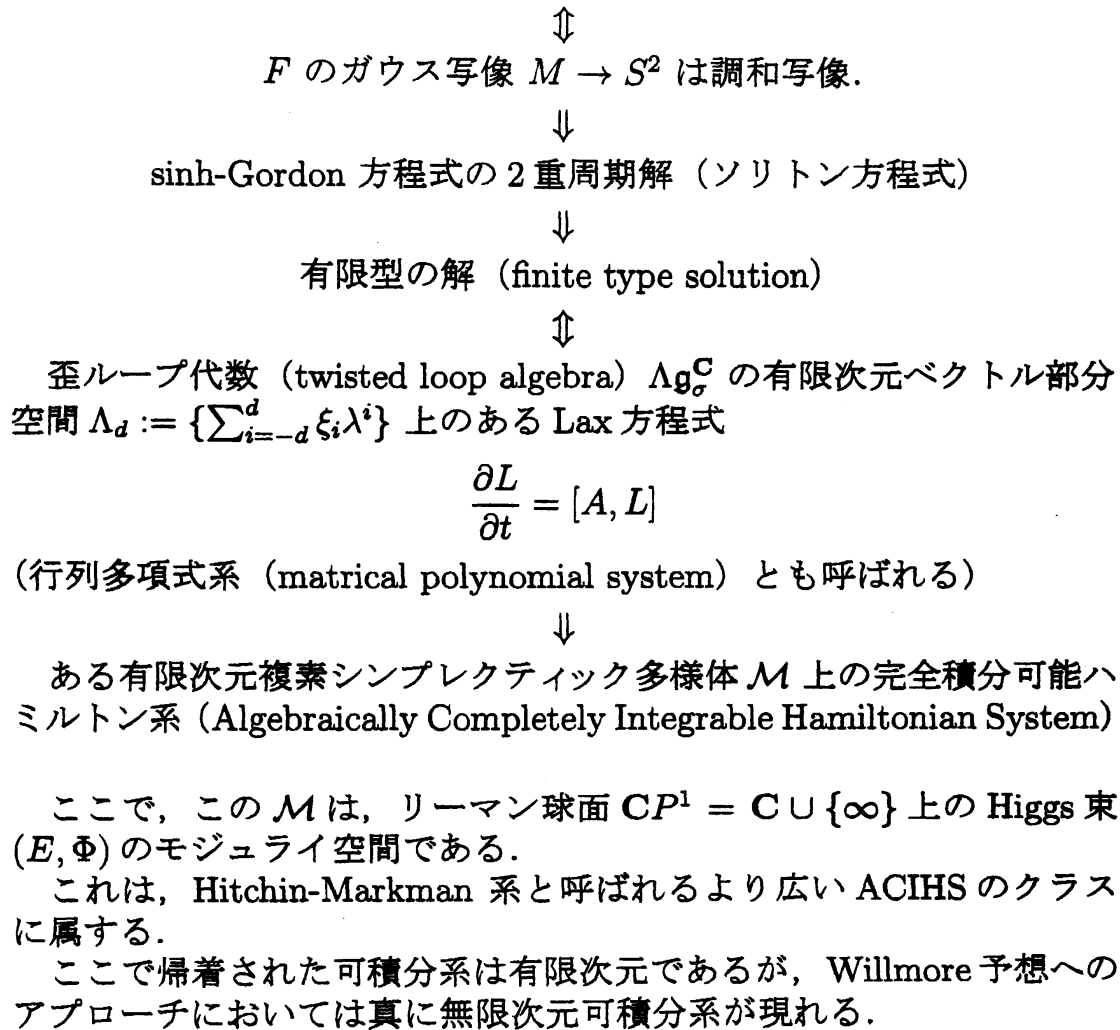 ⇕
F のガウス写像 M → S² は調和写像.
⇓
sinh-Gordon 方程式の 2 重周期解（ソリトン方程式）
⇓
有限型の解（finite type solution）
⇕
歪ループ代数（twisted loop algebra）Λ𝔤_σ^𝐂 の有限次元ベクトル部分
空間 Λ_d := {∑_{i=-d}^{d} ξ_i λ^i} 上のある Lax 方程式
∂L/∂t = [A, L]
（行列多項式系（matrical polynomial system）とも呼ばれる）
⇓
ある有限次元複素シンプレクティック多様体 ℳ 上の完全積分可能ハ
ミルトン系（Algebraically Completely Integrable Hamiltonian System）
ここで，この ℳ は，リーマン球面 𝐂P¹ = 𝐂 ∪ {∞} 上の Higgs 束
(E, Φ) のモジュライ空間である.
これは，Hitchin-Markman 系と呼ばれるより広い ACIHS のクラス
に属する.
ここで帰着された可積分系は有限次元であるが，Willmore 予想への
アプローチにおいては真に無限次元可積分系が現れる.